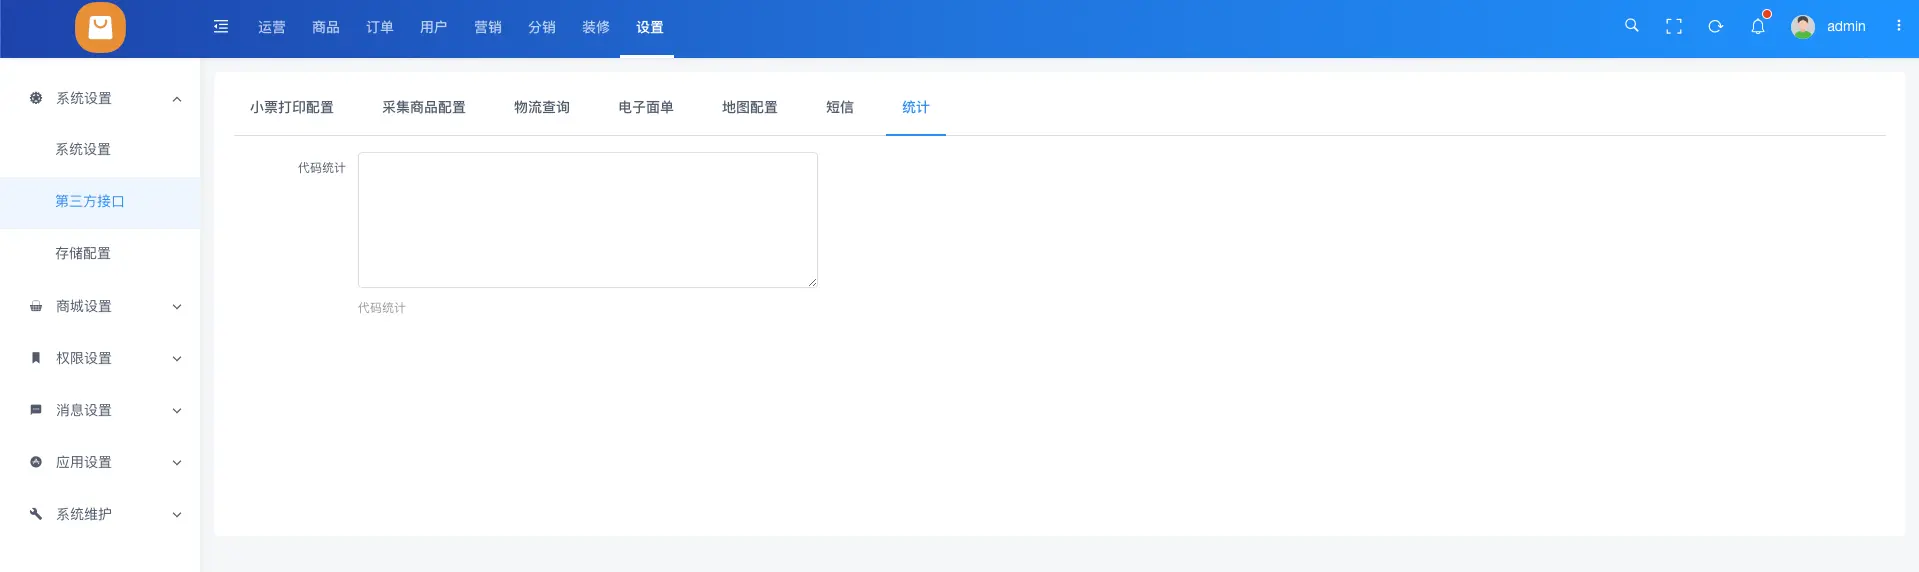 运营 商品 订单 用户 营销 分销 装修 设置 admin
系统设置
系统设置
第三方接口
存储配置
商城设置
权限设置
消息设置
应用设置
系统维护
小票打印配置 采集商品配置 物流查询 电子面单 地图配置 短信 统计
代码统计
代码统计